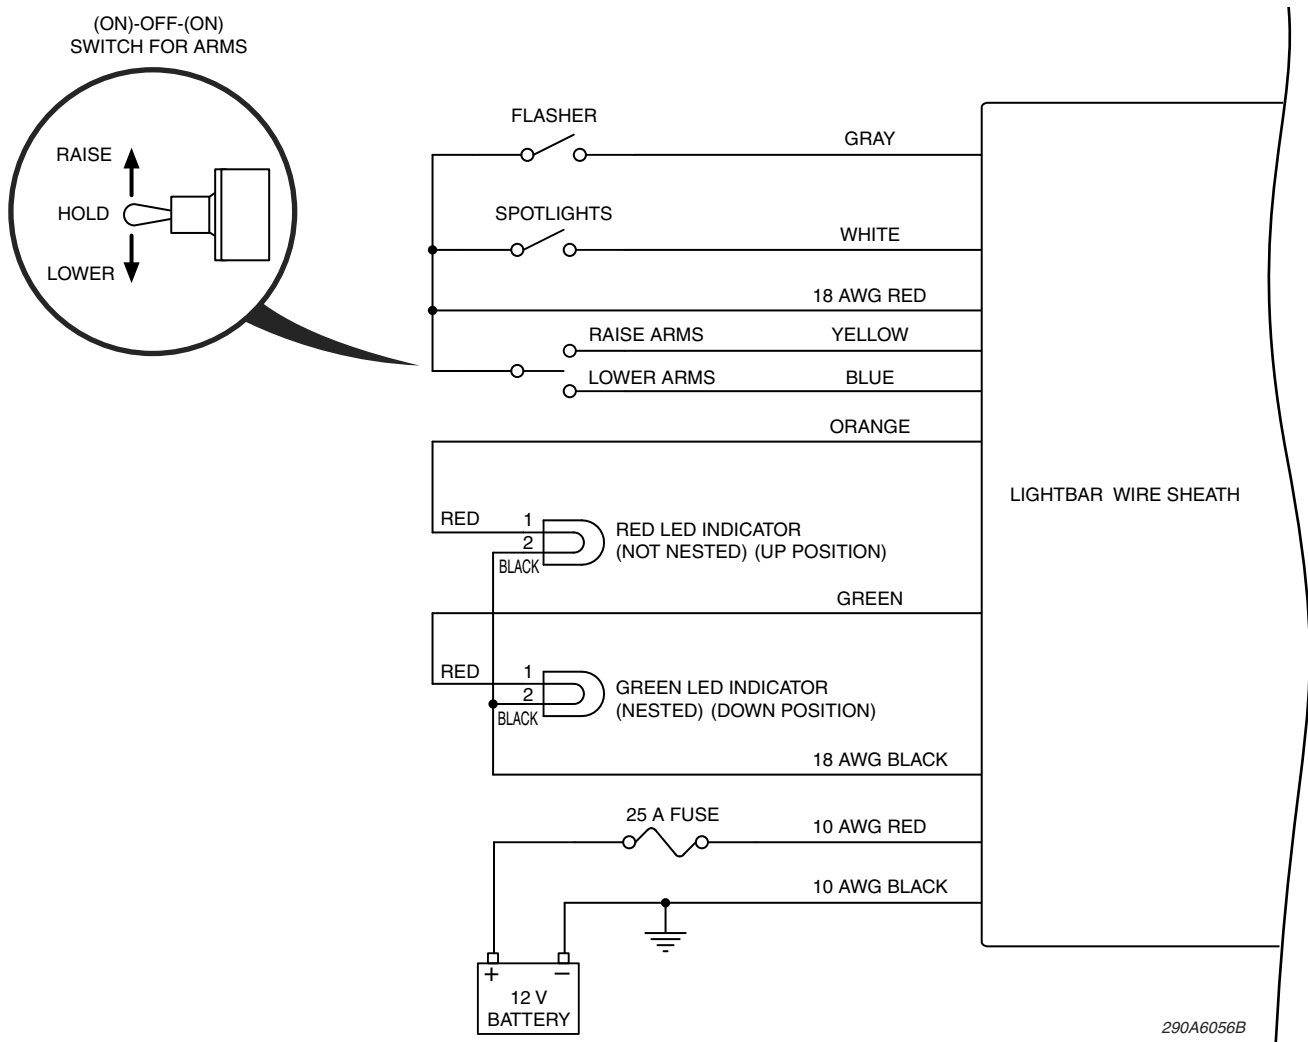 (ON)-OFF-(ON)
SWITCH FOR ARMS
RAISE
HOLD
LOWER
FLASHER
GRAY
SPOTLIGHTS
WHITE
18 AWG RED
RAISE ARMS
YELLOW
LOWER ARMS
BLUE
ORANGE
LIGHTBAR WIRE SHEATH
RED
1
2
BLACK
RED LED INDICATOR
(NOT NESTED) (UP POSITION)
GREEN
RED
1
2
BLACK
GREEN LED INDICATOR
(NESTED) (DOWN POSITION)
18 AWG BLACK
25 A FUSE
10 AWG RED
10 AWG BLACK
+
−
12 V
BATTERY
290A6056B